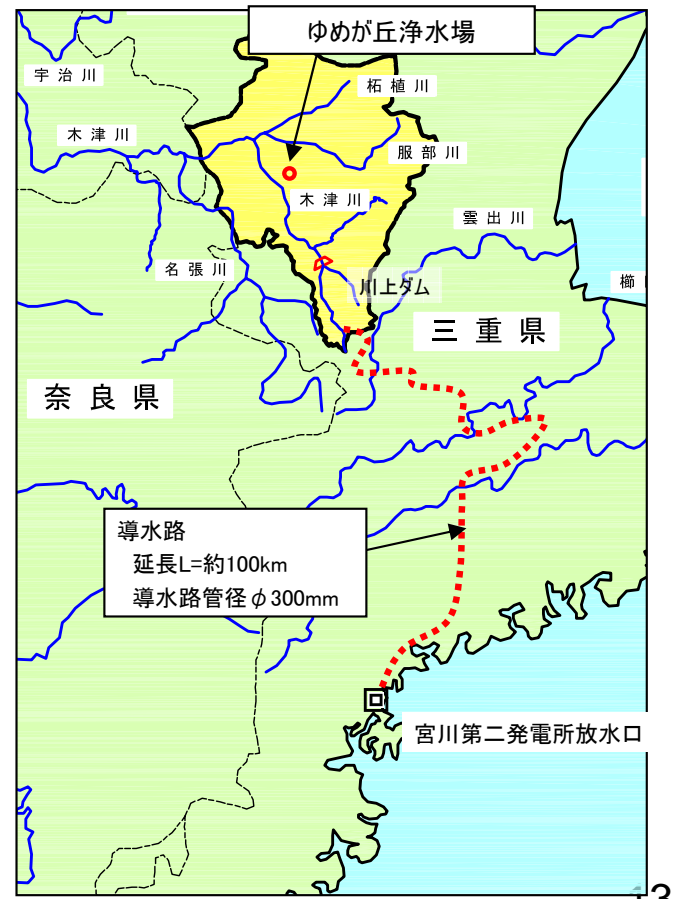 ゆめが丘浄水場
宇治川
柘植川
木津川
服部川
木津川
雲出川
名張川
櫛
川上ダム
三重県
奈良県
導水路
延長L=約100km
導水路管径φ300mm
宮川第二発電所放水口
13